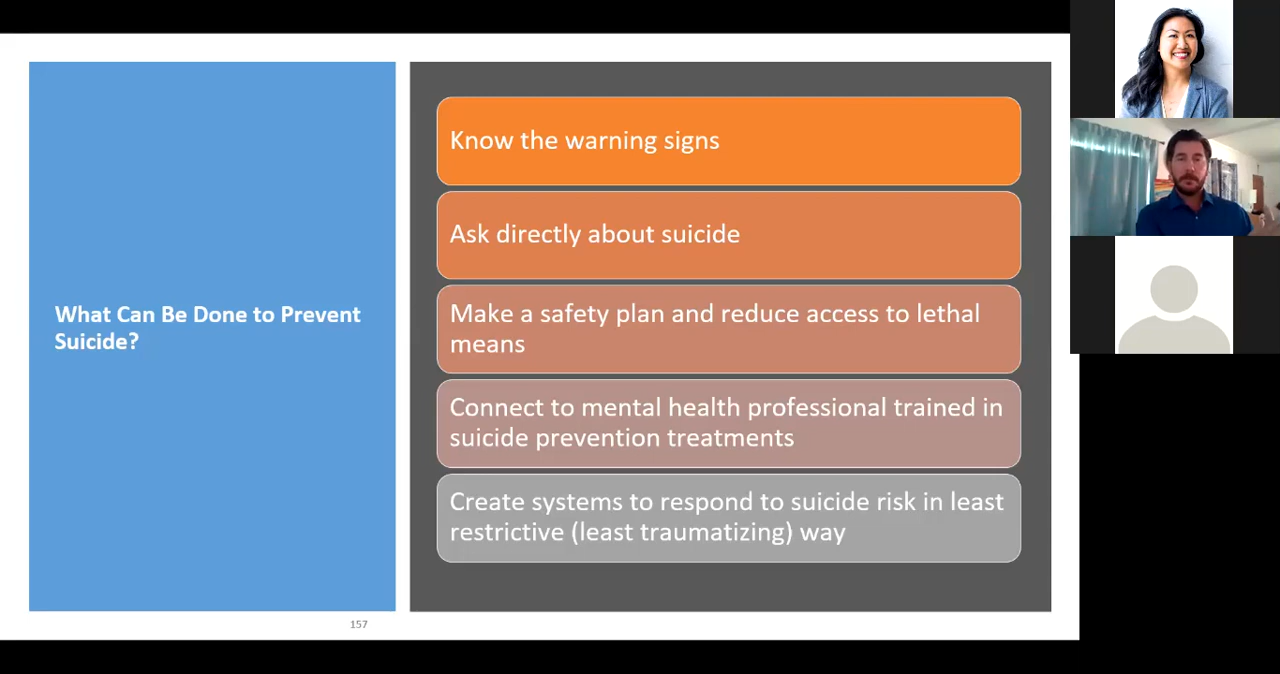 What Can Be Done to Prevent
Suicide?
Know the warning signs
Ask directly about suicide
Make a safety plan and reduce access to lethal
means
Connect to mental health professional trained in
suicide prevention treatments
Create systems to respond to suicide risk in least
restrictive (least traumatizing) way
157